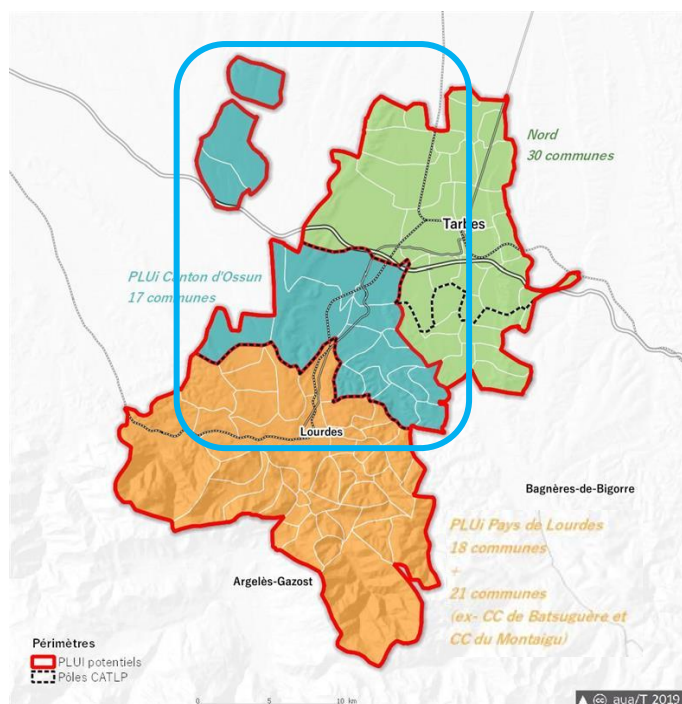 Nord
30 communes
Tarbes
PLUi Canton d'Ossun
17 communes
Lourdes
Bagnères-de-Bigorre
PLUi Pays de Lourdes
18 communes
+
21 communes
(ex- CC de Batsuguère et
CC du Montaigu)
Argelès-Gazost
Périmètres
PLUI potentiels
Pôles CATLP
0 5 10 km
cc aua/T 2019